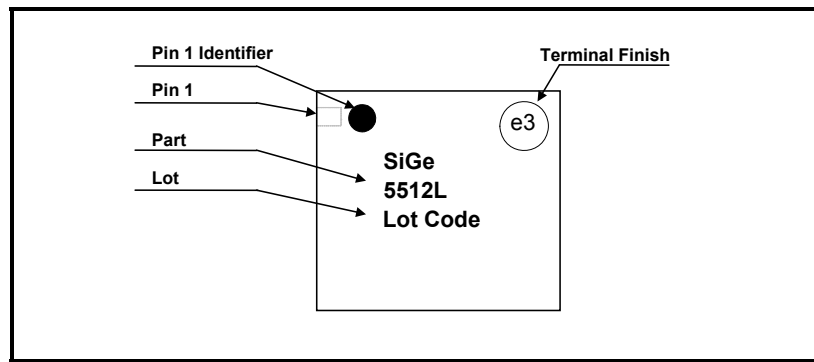 Pin 1 Identifier
Terminal Finish
Pin 1
e3
Part
SiGe
Lot
5512L
Lot Code